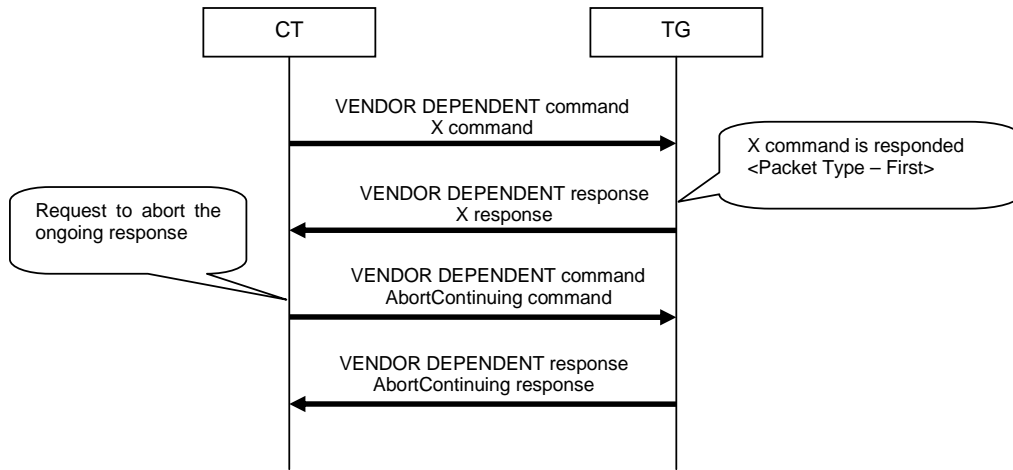 CT
TG
VENDOR DEPENDENT command
X command
X command is responded
<Packet Type – First>
VENDOR DEPENDENT response
X response
Request to abort the
ongoing response
VENDOR DEPENDENT command
AbortContinuing command
VENDOR DEPENDENT response
AbortContinuing response